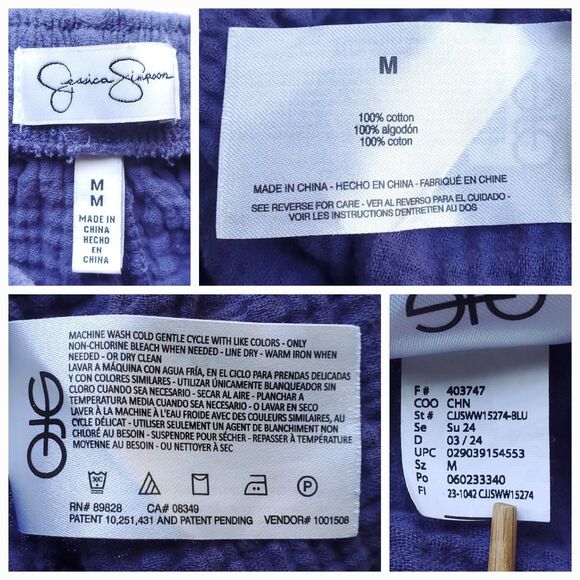 Jessica Simpson
M
M
MADE IN
CHINA
HECHO
EN
CHINA
M
100% cotton
100% algodón
100% coton
MADE IN CHINA - HECHO EN CHINA - FABRIQUÉ EN CHINE
SEE REVERSE FOR CARE - VER AL REVERSO PARA EL CUIDADO -
VOIR LES INSTRUCTIONS D'ENTRETIEN AU DOS
MACHINE WASH COLD GENTLE CYCLE WITH LIKE COLORS - ONLY
NON-CHLORINE BLEACH WHEN NEEDED - LINE DRY - WARM IRON WHEN
NEEDED - OR DRY CLEAN
LAVAR A MÁQUINA CON AGUA FRÍA, EN EL CICLO PARA PRENDAS DELICADAS
Y CON COLORES SIMILARES - UTILIZAR ÚNICAMENTE BLANQUEADOR SIN
CLORO CUANDO SEA NECESARIO - SECAR AL AIRE - PLANCHAR A
TEMPERATURA MEDIA CUANDO SEA NECESARIO - O LAVAR EN SECO
LAVER À LA MACHINE À L'EAU FROIDE AVEC DES COULEURS SIMILAIRES, AU
CYCLE DÉLICAT - UTILISER SEULEMENT UN AGENT DE BLANCHIMENT NON
CHLORÉ AU BESOIN - SUSPENDRE POUR SÉCHER - REPASSER À TEMPÉRATURE
MOYENNE AU BESOIN - OU NETTOYER À SEC
RN# 89828 CA# 08349
PATENT 10,251,431 AND PATENT PENDING VENDOR# 1001506
F# 403747
COO CHN
St# CJJSWW15274-BLU
Se Su 24
D 03 / 24
UPC 029039154553
Sz M
Po 060233340
FI 23-1042 CJJSWW15274